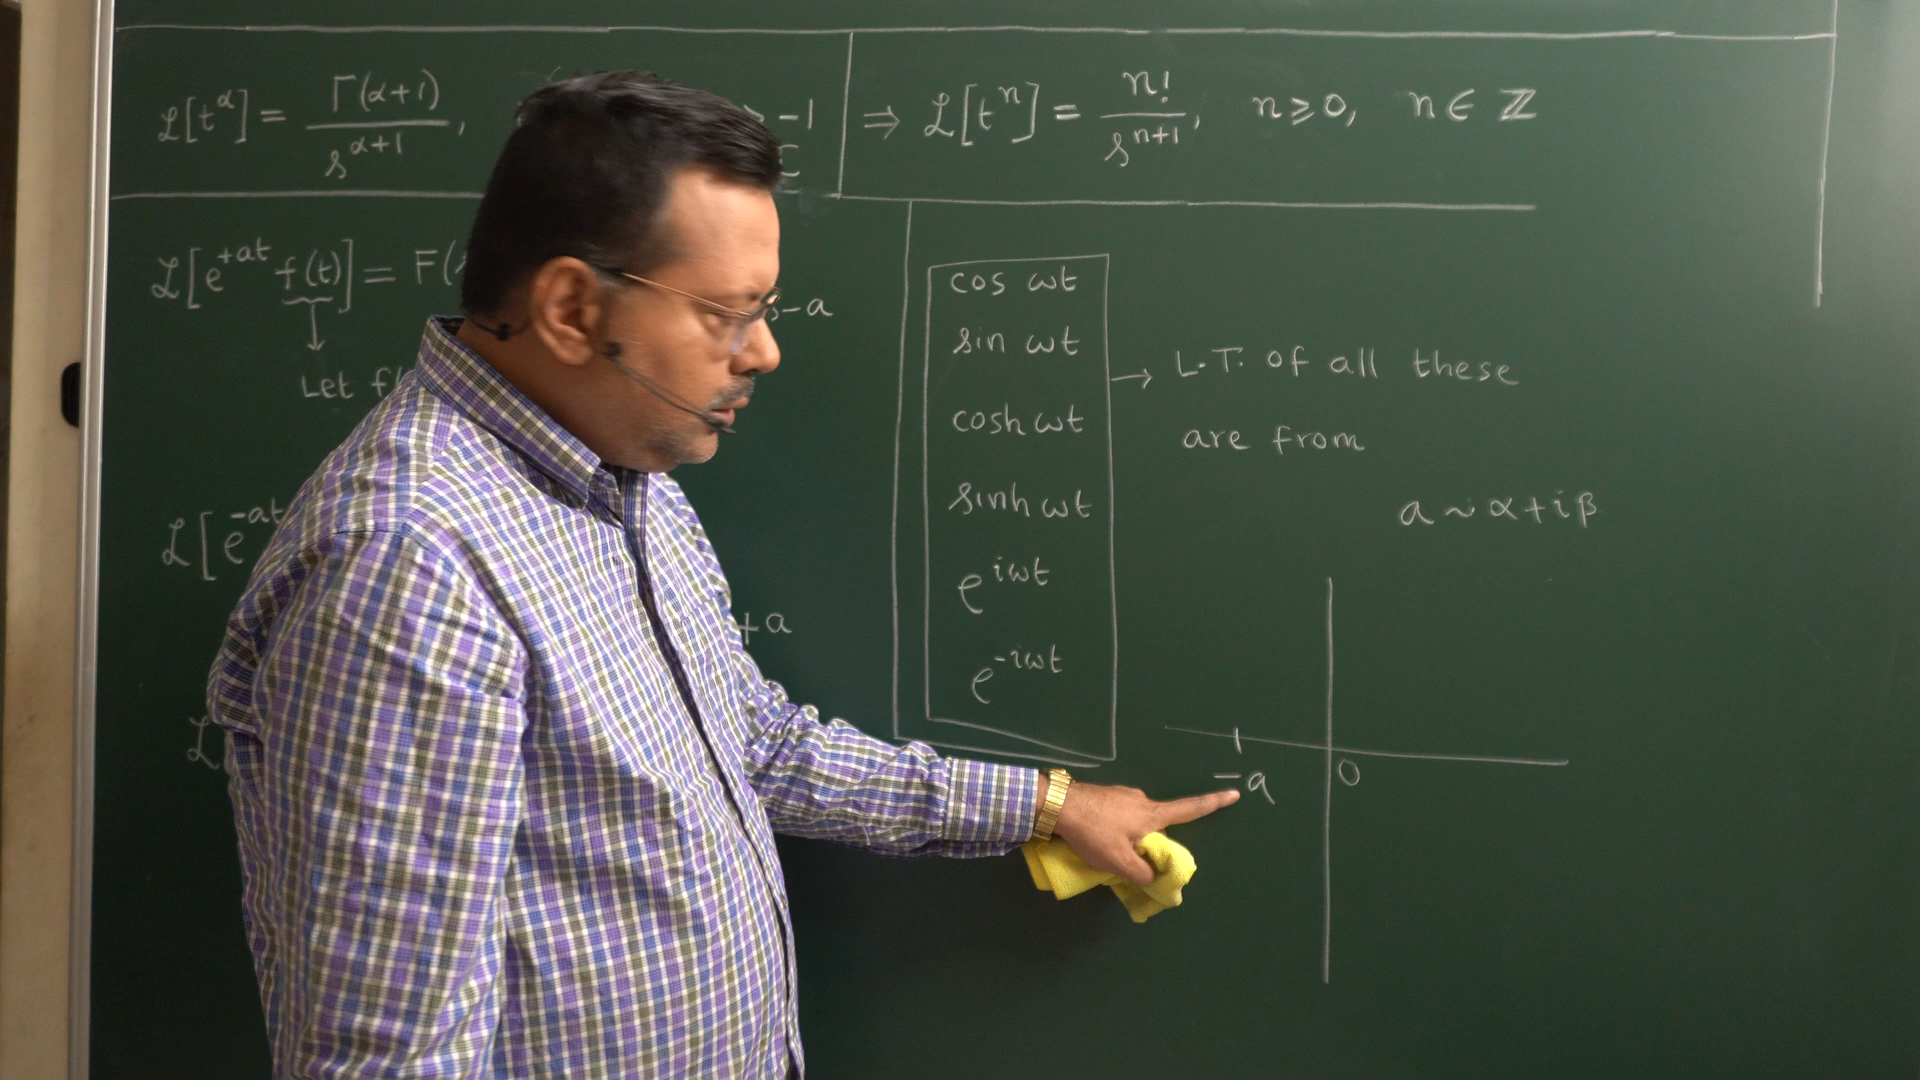 ℒ[t^α] = Γ(α+1) / s^(α+1), > -1
⇒ ℒ[t^n] = n! / s^(n+1), n ⩾ 0, n ∈ ℤ
ℒ[e^(+at) f(t)] = F(
s-a
↓
Let f(
ℒ[e^(-at)
+a
ℒ
cos ωt
sin ωt
cosh ωt
sinh ωt
e^(iωt)
e^(-iωt)
→ L.T. of all these
are from
a ~ α+iβ
-a
0